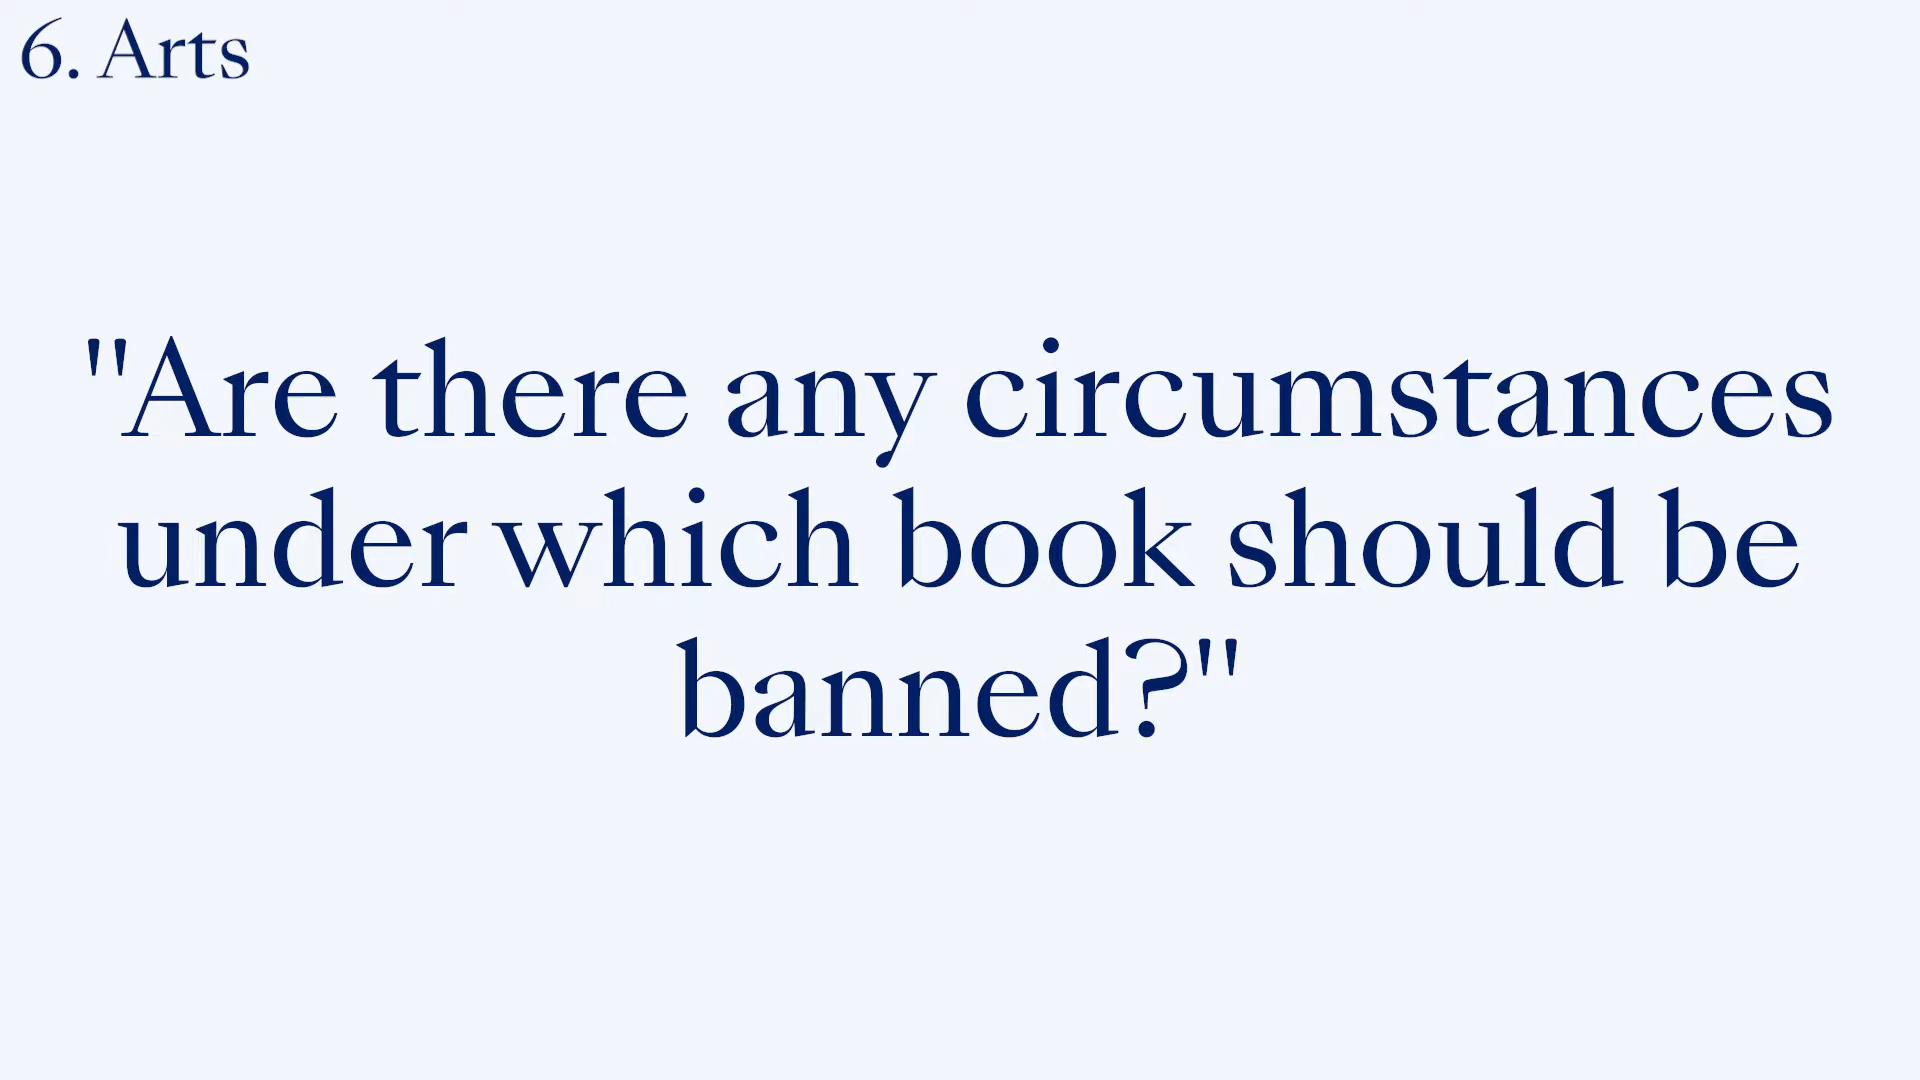 6. Arts
"Are there any circumstances
under which book should be
banned?"